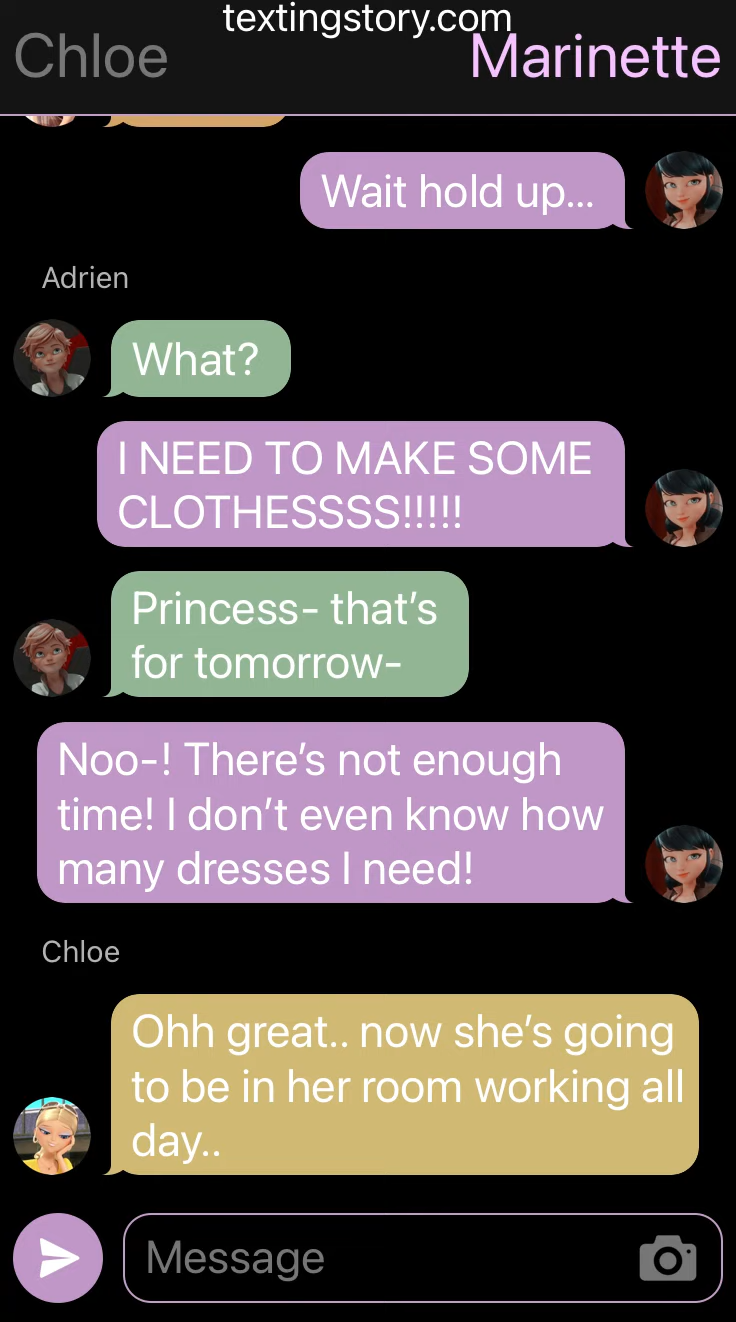 textingstory.com
Chloe
Marinette
Wait hold up...
Adrien
What?
I NEED TO MAKE SOME
CLOTHESSSS!!!!!
Princess- that’s
for tomorrow-
Noo-! There’s not enough
time! I don’t even know how
many dresses I need!
Chloe
Ohh great.. now she’s going
to be in her room working all
day..
Message